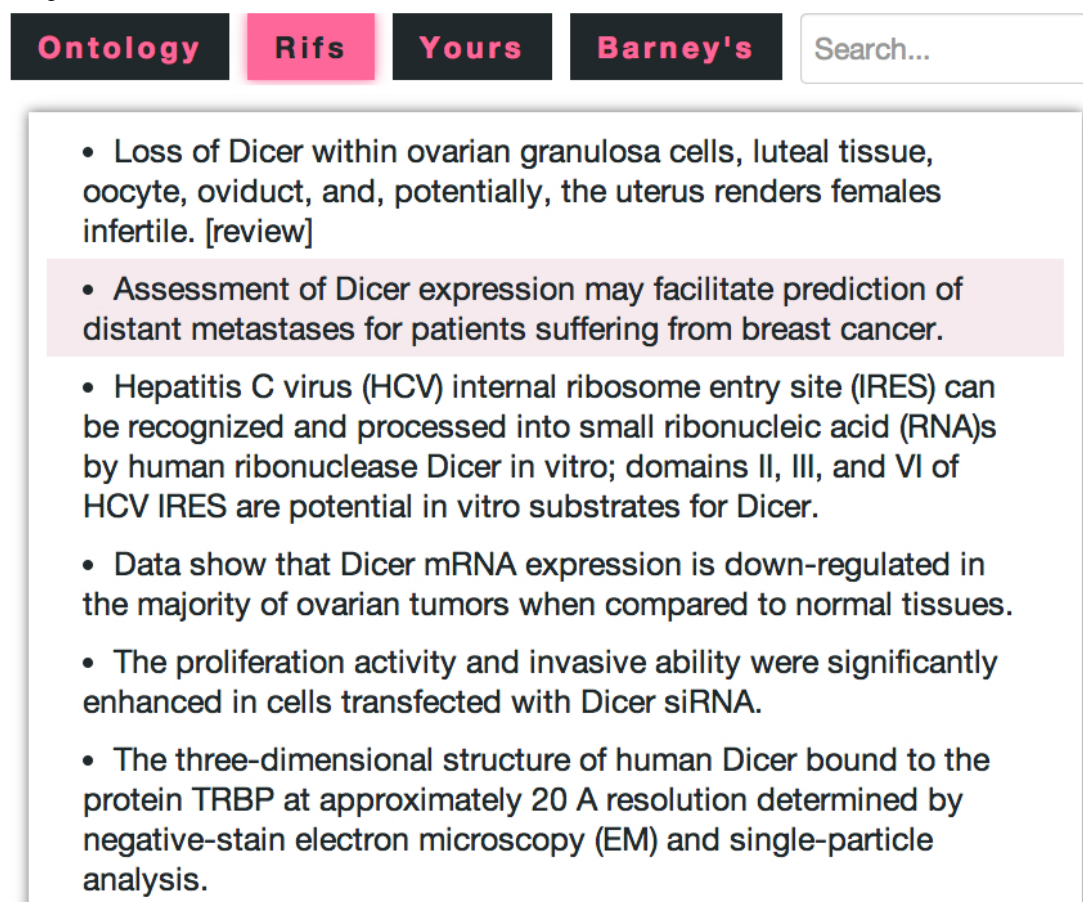 Ontology Rifs Yours Barney's Search...
• Loss of Dicer within ovarian granulosa cells, luteal tissue,
oocyte, oviduct, and, potentially, the uterus renders females
infertile. [review]
• Assessment of Dicer expression may facilitate prediction of
distant metastases for patients suffering from breast cancer.
• Hepatitis C virus (HCV) internal ribosome entry site (IRES) can
be recognized and processed into small ribonucleic acid (RNA)s
by human ribonuclease Dicer in vitro; domains II, III, and VI of
HCV IRES are potential in vitro substrates for Dicer.
• Data show that Dicer mRNA expression is down-regulated in
the majority of ovarian tumors when compared to normal tissues.
• The proliferation activity and invasive ability were significantly
enhanced in cells transfected with Dicer siRNA.
• The three-dimensional structure of human Dicer bound to the
protein TRBP at approximately 20 A resolution determined by
negative-stain electron microscopy (EM) and single-particle
analysis.